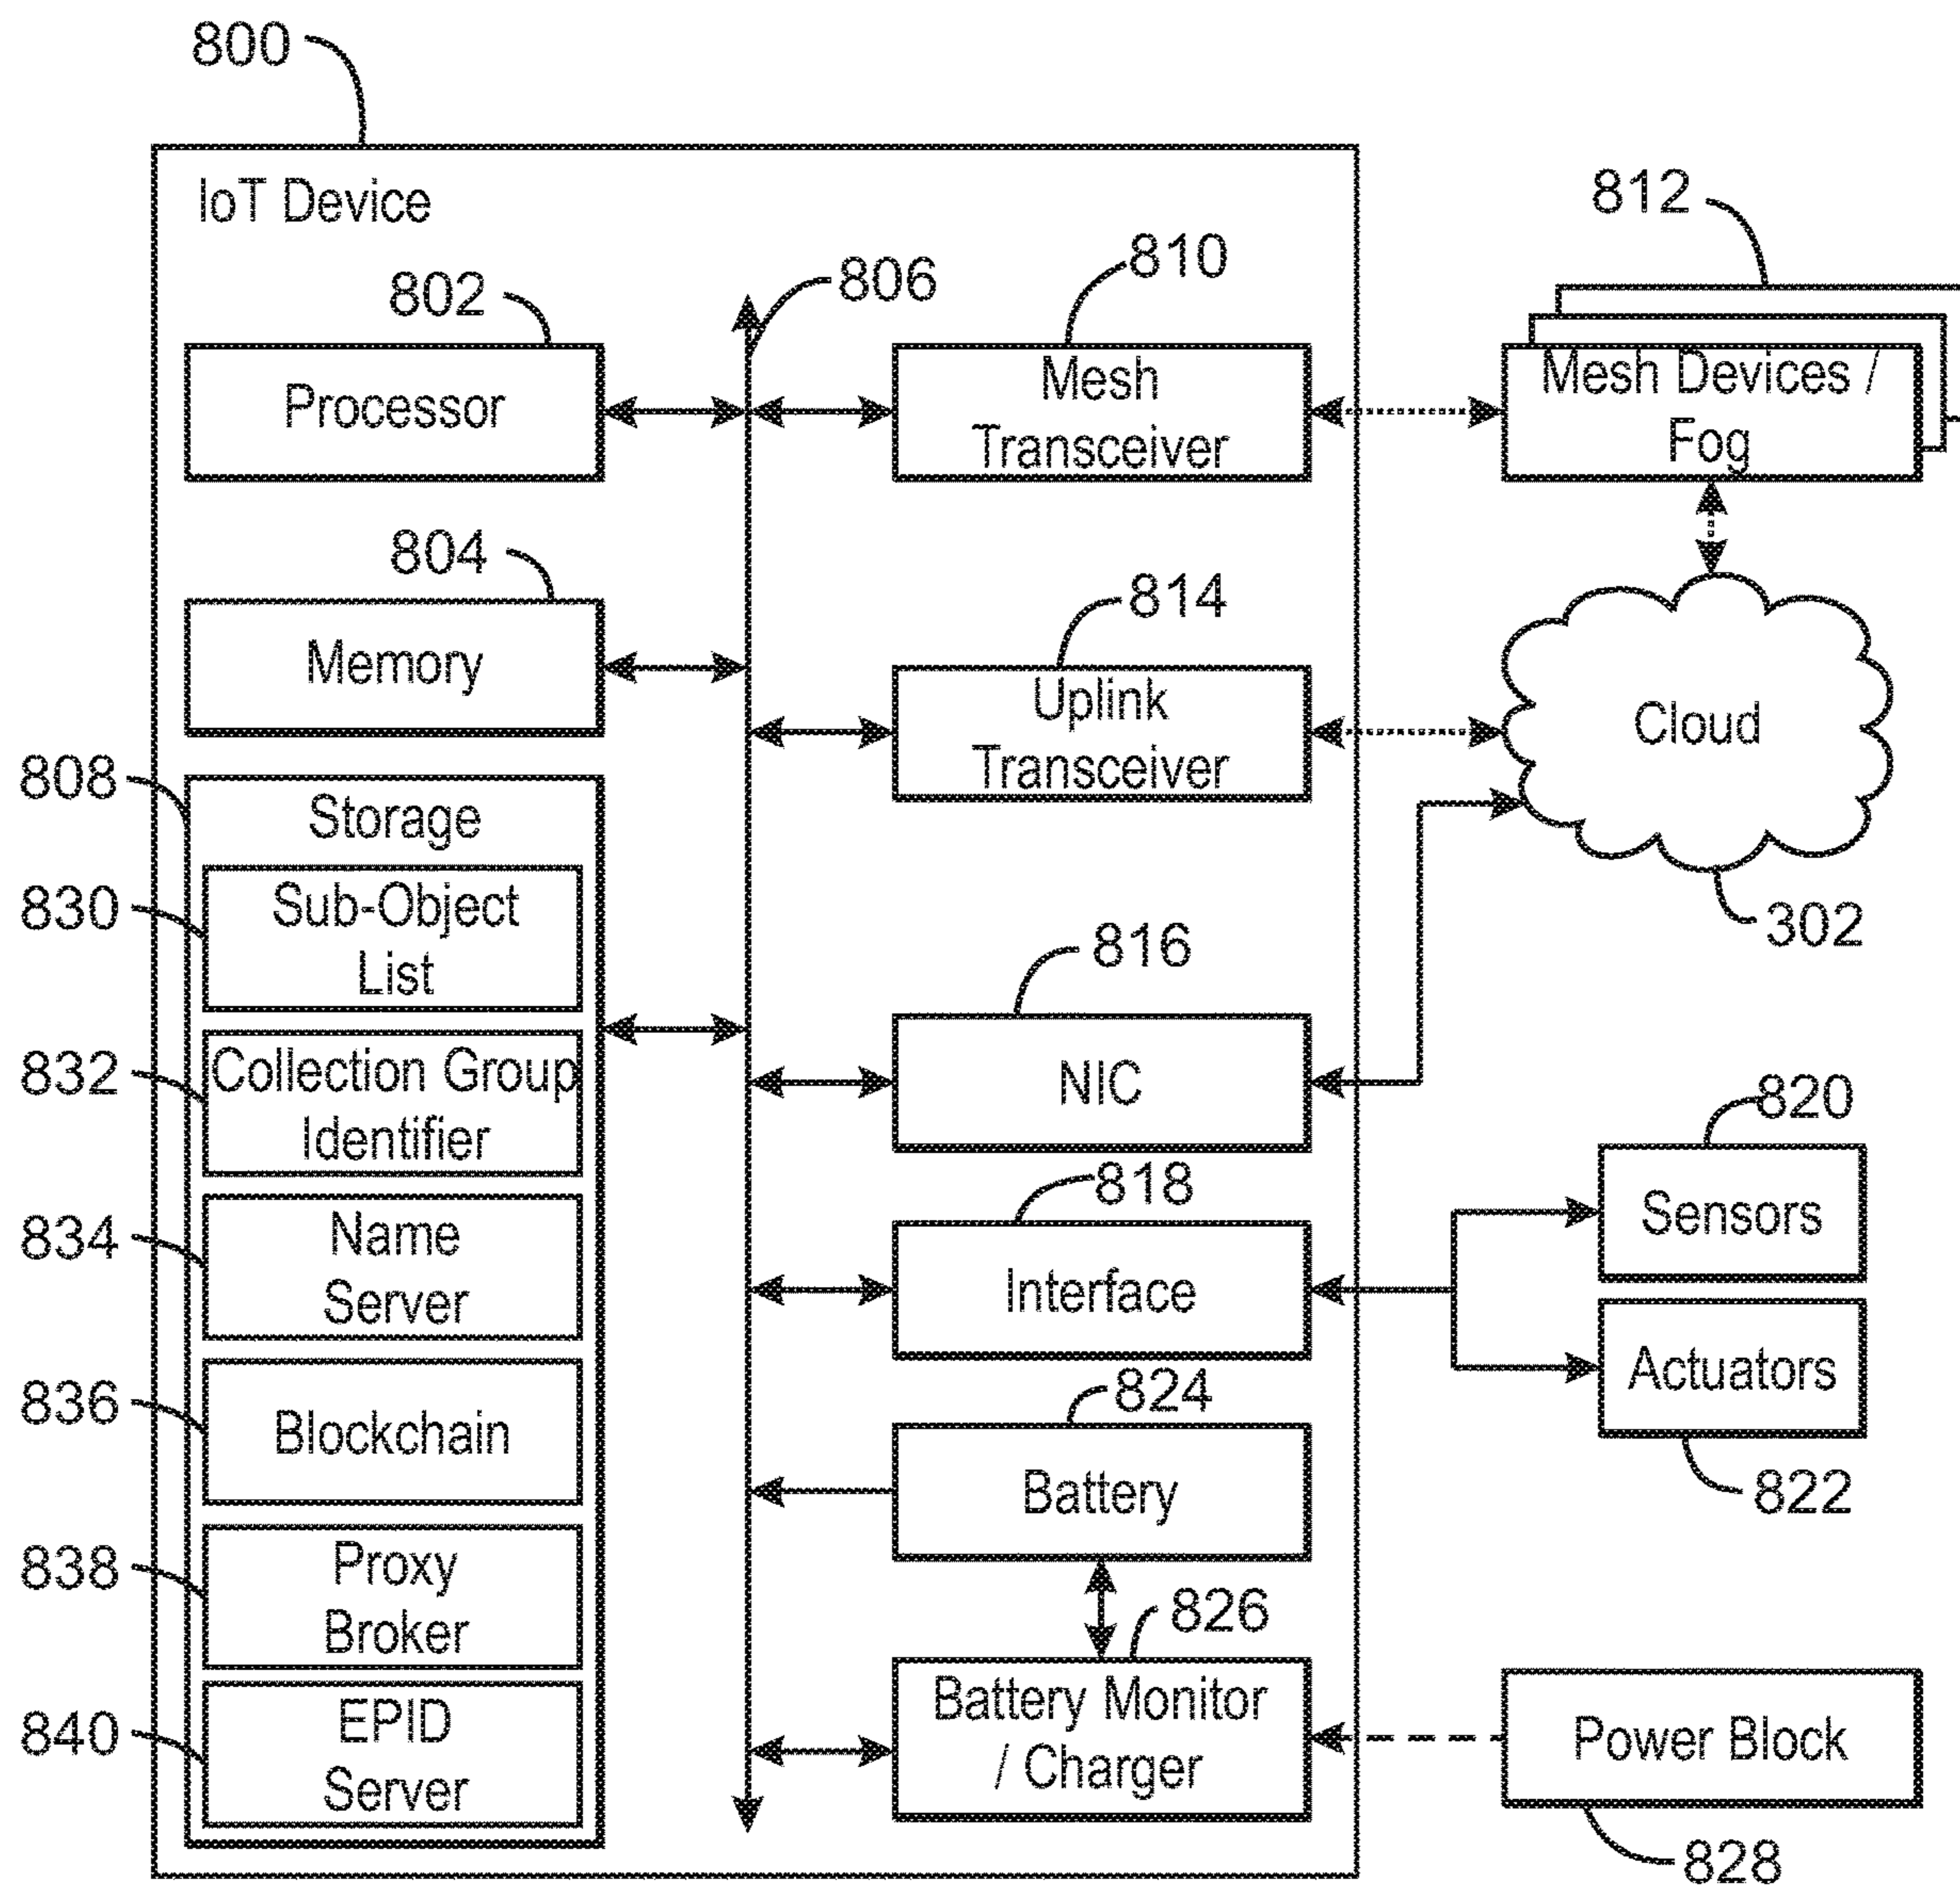 800
IoT Device
812
810
806
802
Processor
Mesh
Transceiver
Mesh Devices /
Fog
804
814
Memory
Uplink
Transceiver
Cloud
808
Storage
830
Sub-Object
List
816
302
832
Collection Group
Identifier
NIC
820
818
834
Name
Server
Sensors
Interface
836
Blockchain
824
Actuators
Battery
822
838
Proxy
Broker
826
840
EPID
Server
Battery Monitor
/ Charger
Power Block
828